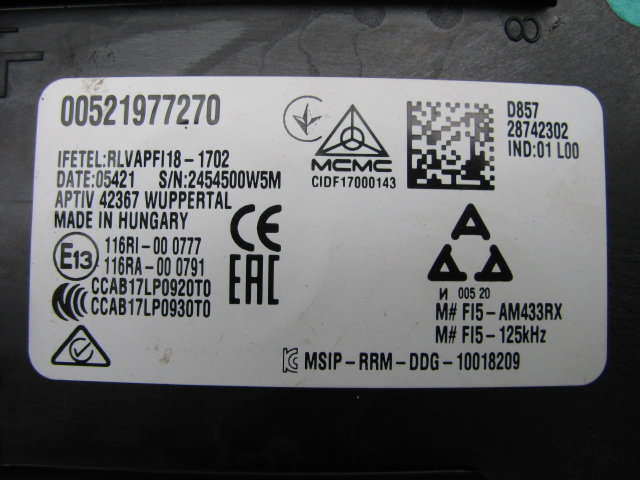 8
00521977270
IFETEL:RLVAPFI18-1702
DATE:05421 S/N:2454500W5M
APTIV 42367 WUPPERTAL
MADE IN HUNGARY
E13
116RI-00 0777
116RA-00 0791
CCC
CCAB17LP0920T0
CCAB17LP0930T0
CE
EAC
MCMC
CIDF17000143
D857
28742302
IND:01 L00
И 005 20
M# FI5-AM433RX
M# FI5-125kHz
MSIP-RRM-DDG-10018209